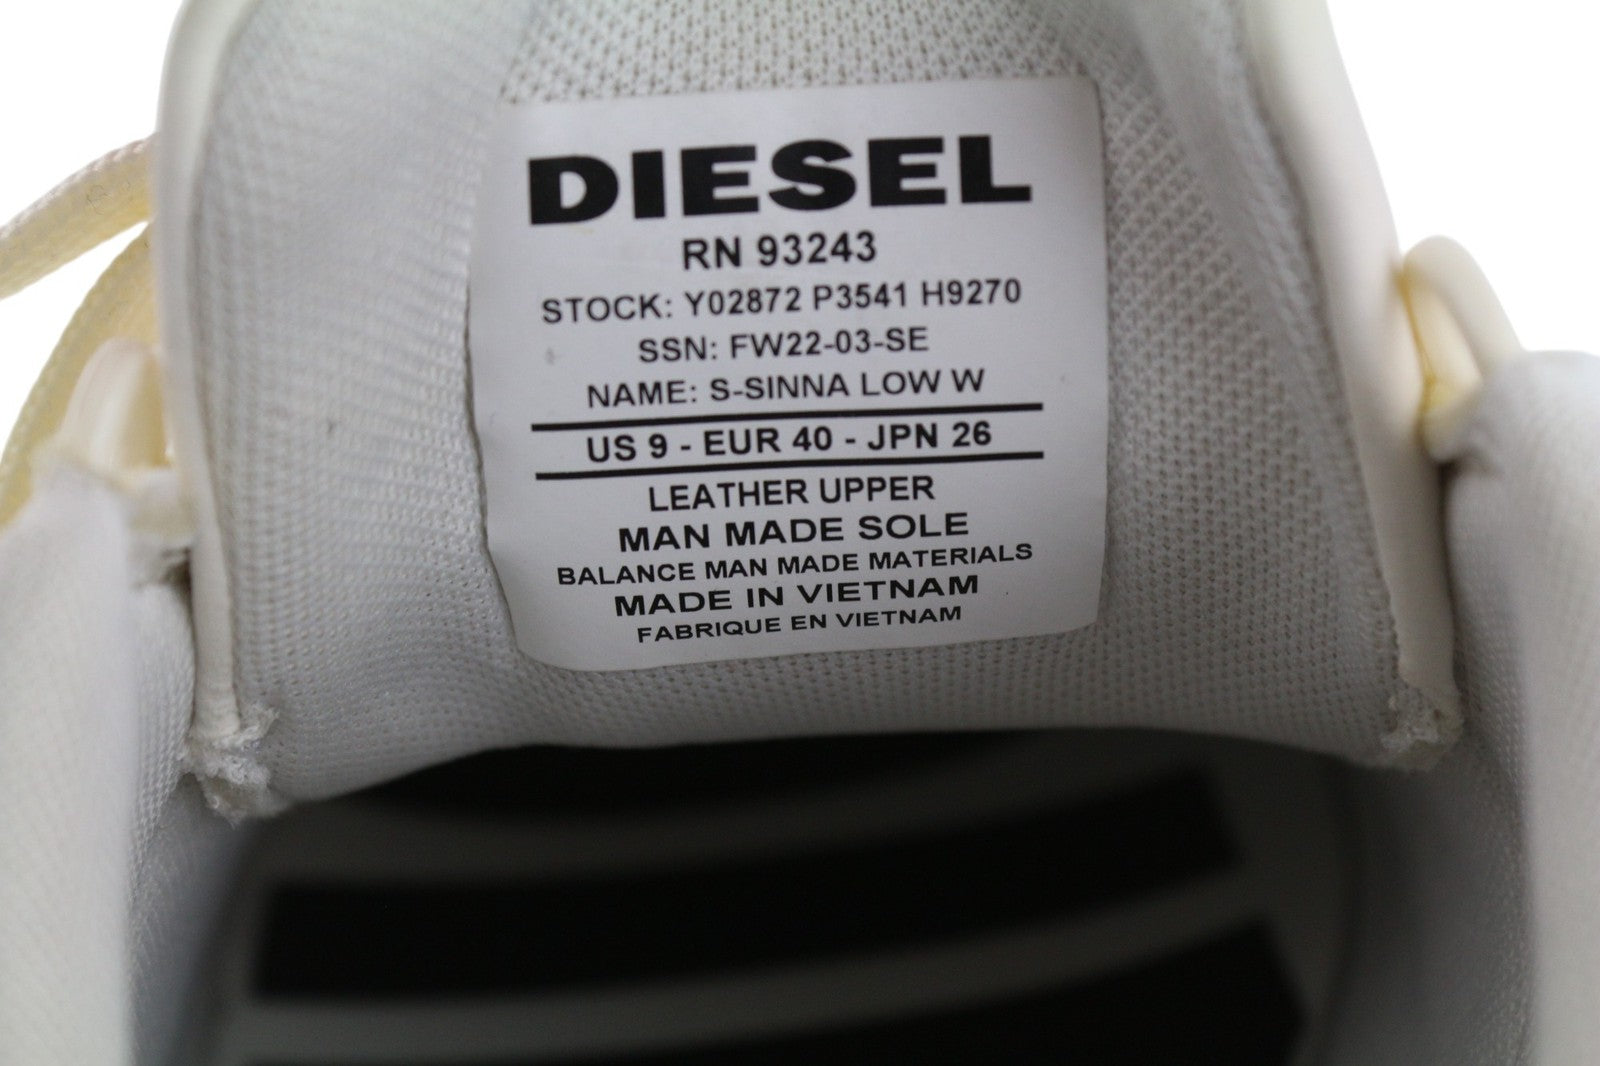 DIESEL
RN 93243
STOCK: Y02872 P3541 H9270
SSN: FW22-03-SE
NAME: S-SINNA LOW W
US 9 - EUR 40 - JPN 26
LEATHER UPPER
MAN MADE SOLE
BALANCE MAN MADE MATERIALS
MADE IN VIETNAM
FABRIQUE EN VIETNAM